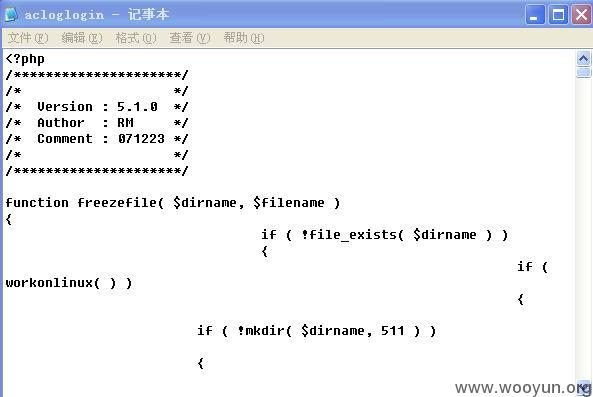 acloglogin - 记事本
文件(F) 编辑(E) 格式(O) 查看(V) 帮助(H)
<?php
/*********************/
/*                   */
/*  Version : 5.1.0  */
/*  Author  : RM     */
/*  Comment : 071223 */
/*                   */
/*********************/
function freezefile( $dirname, $filename )
{
if ( !file_exists( $dirname ) )
{
if (
workonlinux( ) )
{
if ( !mkdir( $dirname, 511 ) )
{
www.wooyun.org